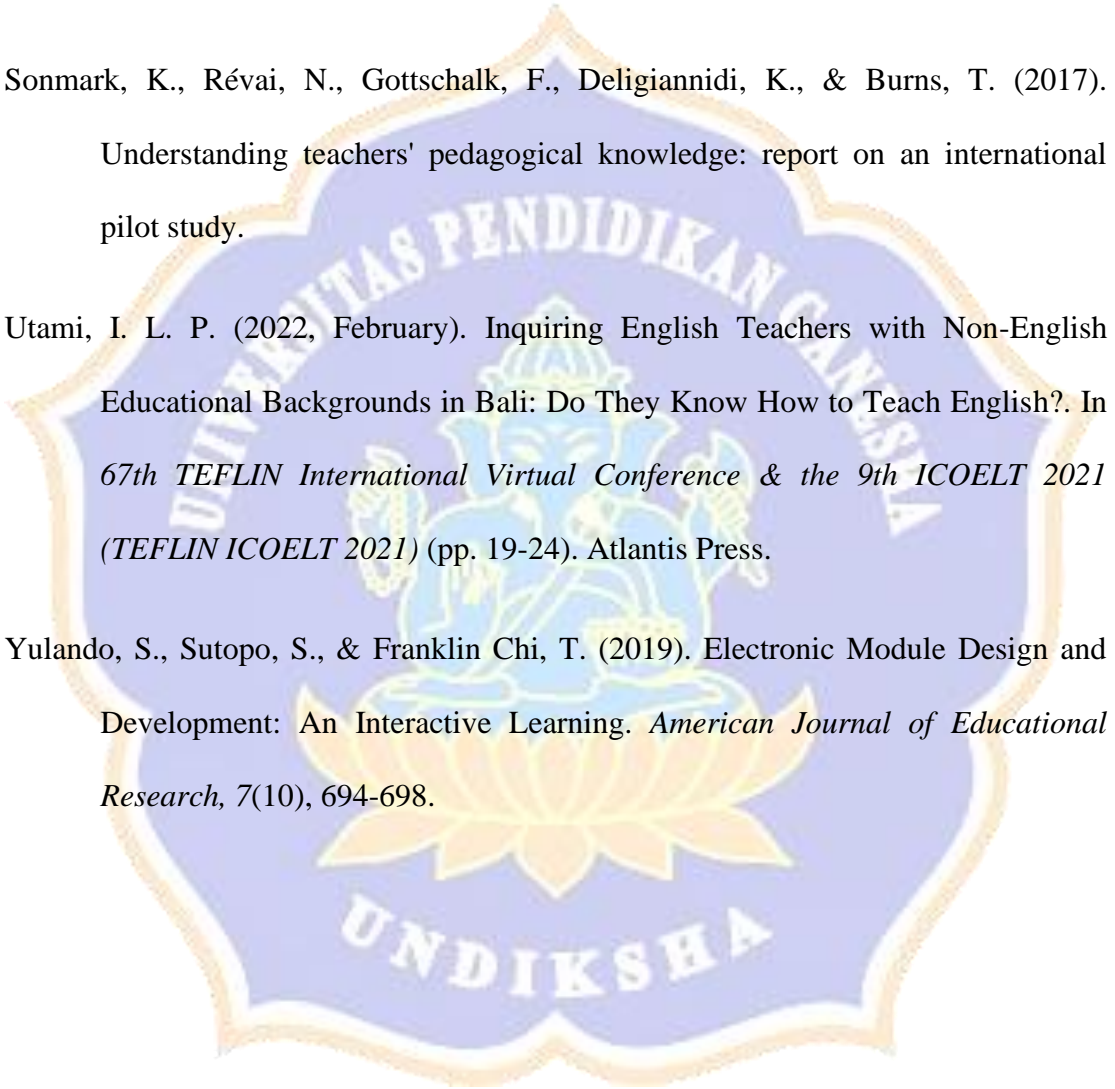 Sonmark, K., Révai, N., Gottschalk, F., Deligiannidi, K., & Burns, T. (2017).
Understanding teachers' pedagogical knowledge: report on an international
pilot study.
Utami, I. L. P. (2022, February). Inquiring English Teachers with Non-English
Educational Backgrounds in Bali: Do They Know How to Teach English?. In
67th TEFLIN International Virtual Conference & the 9th ICOELT 2021
(TEFLIN ICOELT 2021) (pp. 19-24). Atlantis Press.
Yulando, S., Sutopo, S., & Franklin Chi, T. (2019). Electronic Module Design and
Development: An Interactive Learning. American Journal of Educational
Research, 7(10), 694-698.
UNIVERSITAS PENDIDIKAN GANESHA
UNDIKSHA